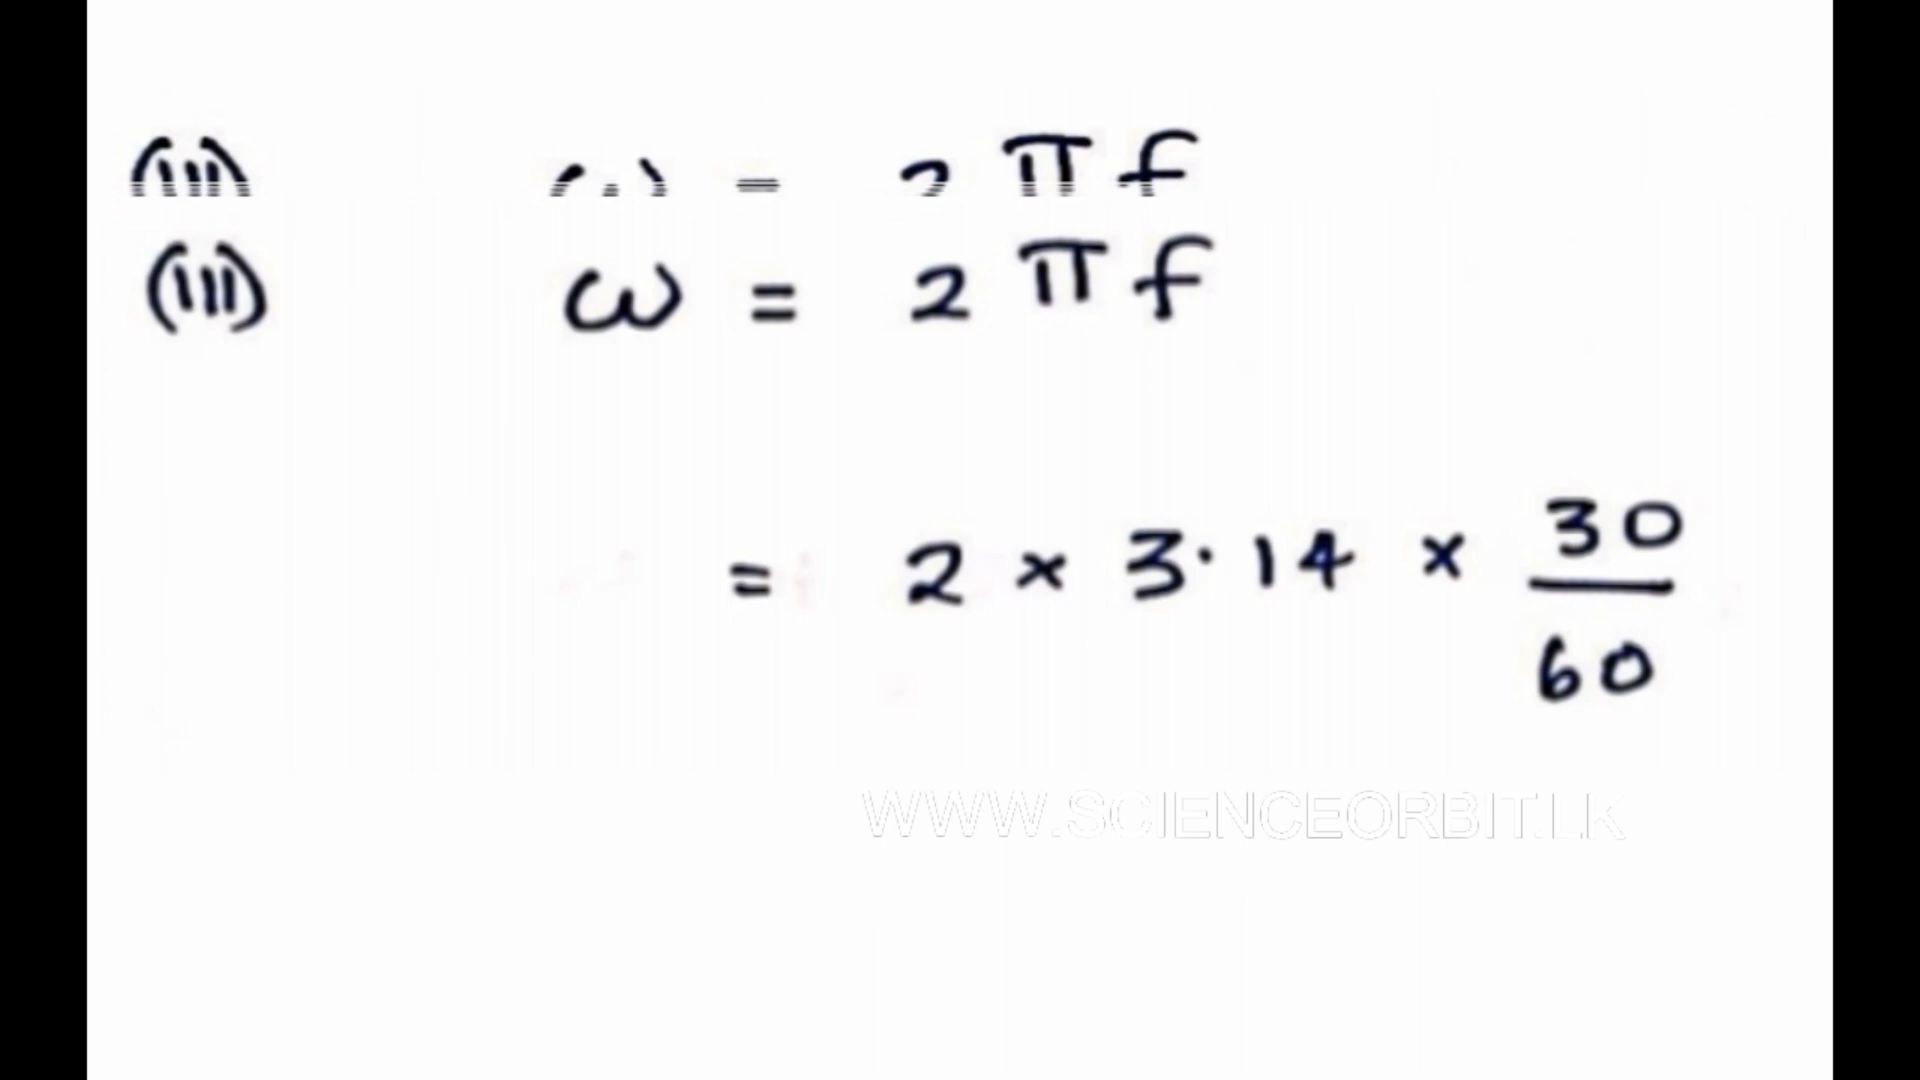 (iii) ω = 2 π f
= 2 × 3.14 × 30/60
WWW.SCIENCEORBIT.LK